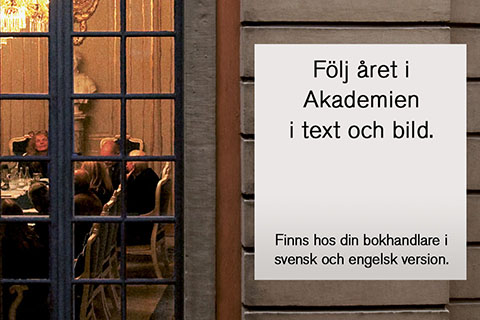 Följ året i
Akademien
i text och bild.
Finns hos din bokhandlare i
svensk och engelsk version.